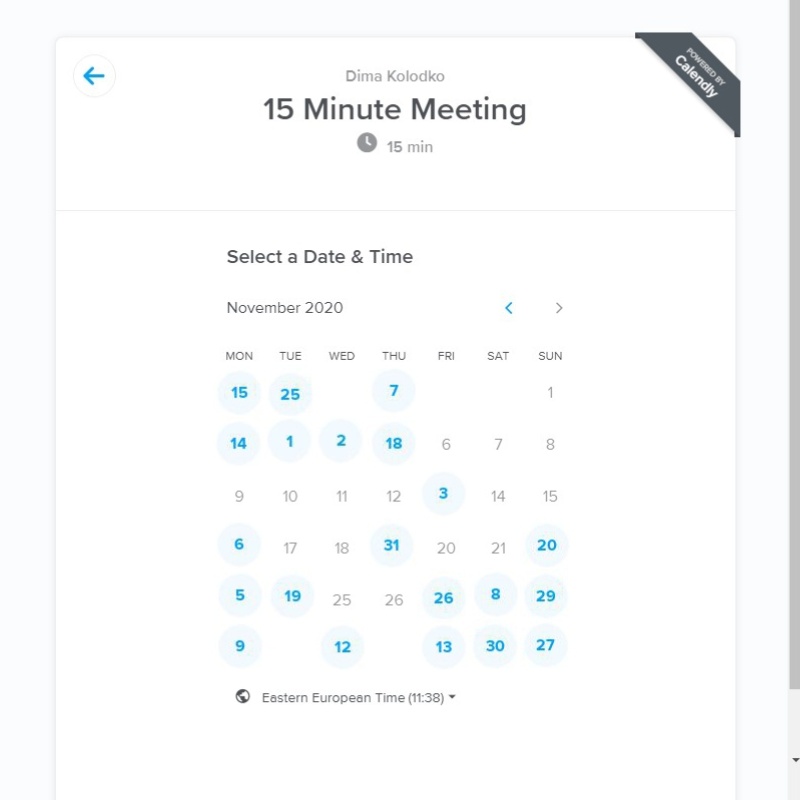 POWERED BY
Calendly
Dima Kolodko
15 Minute Meeting
15 min
Select a Date & Time
November 2020
MON TUE WED THU FRI SAT SUN
15 25 7 1
14 1 2 18 6 7 8
9 10 11 12 3 14 15
6 17 18 31 20 21 20
5 19 25 26 26 8 29
9 12 13 30 27
Eastern European Time (11:38)